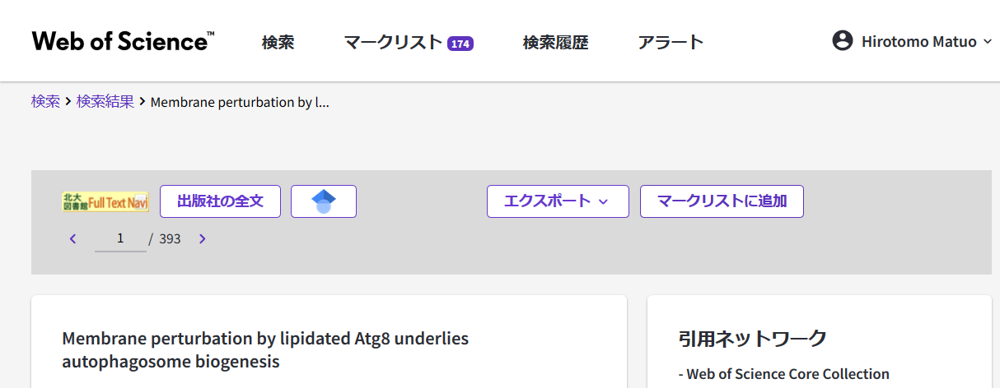 Web of Science™ 検索 マークリスト 174 検索履歴 アラート Hirotomo Matuo
検索 > 検索結果 > Membrane perturbation by l...
北大 図書館 Full Text Navi 出版社の全文 エクスポート マークリストに追加
1 / 393
Membrane perturbation by lipidated Atg8 underlies
autophagosome biogenesis
引用ネットワーク
- Web of Science Core Collection